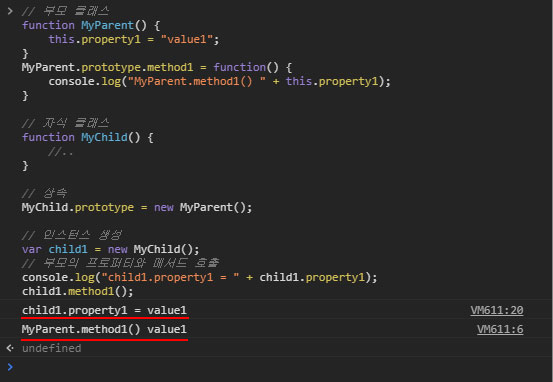 // 부모 클래스
function MyParent() {
    this.property1 = "value1";
}
MyParent.prototype.method1 = function() {
    console.log("MyParent.method1() " + this.property1);
}
// 자식 클래스
function MyChild() {
    //..
}
// 상속
MyChild.prototype = new MyParent();
// 인스턴스 생성
var child1 = new MyChild();
// 부모의 프로퍼티와 메서드 호출
console.log("child1.property1 = " + child1.property1);
child1.method1();
child1.property1 = value1 VM611:20
MyParent.method1() value1 VM611:6
undefined